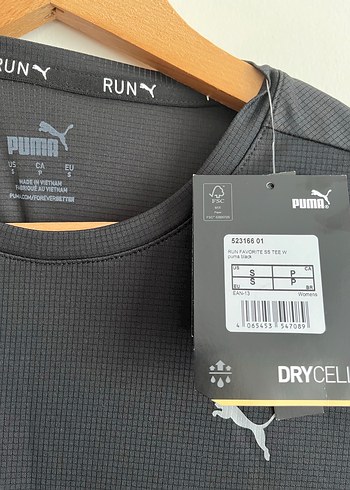 RUN
RUN
PUMA
US CA EU
S P S
MADE IN VIETNAM
FABRIQUÉ AU VIETNAM
PUMA.COM/FOREVERBETTER
FSC
PUMA
523166 01
RUN FAVORITE SS TEE W
puma black
US S P CA
EU S P BR
EAN-13 Womens
4 065453 547089
DRYCELL